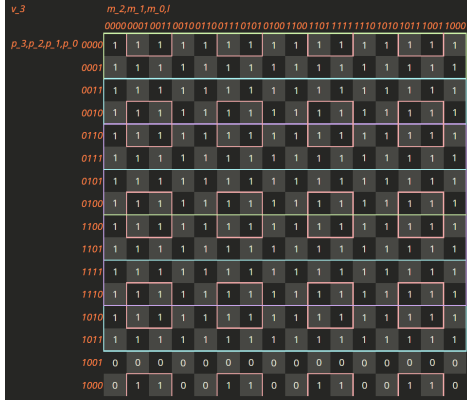 v_3 m_2,m_1,m_0,l
0000 0001 0011 0010 0110 0111 0101 0100 1100 1101 1111 1110 1010 1011 1001 1000
p_3,p_2,p_1,p_0 0000 1 1 1 1 1 1 1 1 1 1 1 1 1 1 1 1
0001 1 1 1 1 1 1 1 1 1 1 1 1 1 1 1 1
0011 1 1 1 1 1 1 1 1 1 1 1 1 1 1 1 1
0010 1 1 1 1 1 1 1 1 1 1 1 1 1 1 1 1
0110 1 1 1 1 1 1 1 1 1 1 1 1 1 1 1 1
0111 1 1 1 1 1 1 1 1 1 1 1 1 1 1 1 1
0101 1 1 1 1 1 1 1 1 1 1 1 1 1 1 1 1
0100 1 1 1 1 1 1 1 1 1 1 1 1 1 1 1 1
1100 1 1 1 1 1 1 1 1 1 1 1 1 1 1 1 1
1101 1 1 1 1 1 1 1 1 1 1 1 1 1 1 1 1
1111 1 1 1 1 1 1 1 1 1 1 1 1 1 1 1 1
1110 1 1 1 1 1 1 1 1 1 1 1 1 1 1 1 1
1010 1 1 1 1 1 1 1 1 1 1 1 1 1 1 1 1
1011 1 1 1 1 1 1 1 1 1 1 1 1 1 1 1 1
1001 0 0 0 0 0 0 0 0 0 0 0 0 0 0 0 0
1000 0 1 1 0 0 1 1 0 0 1 1 0 0 1 1 0